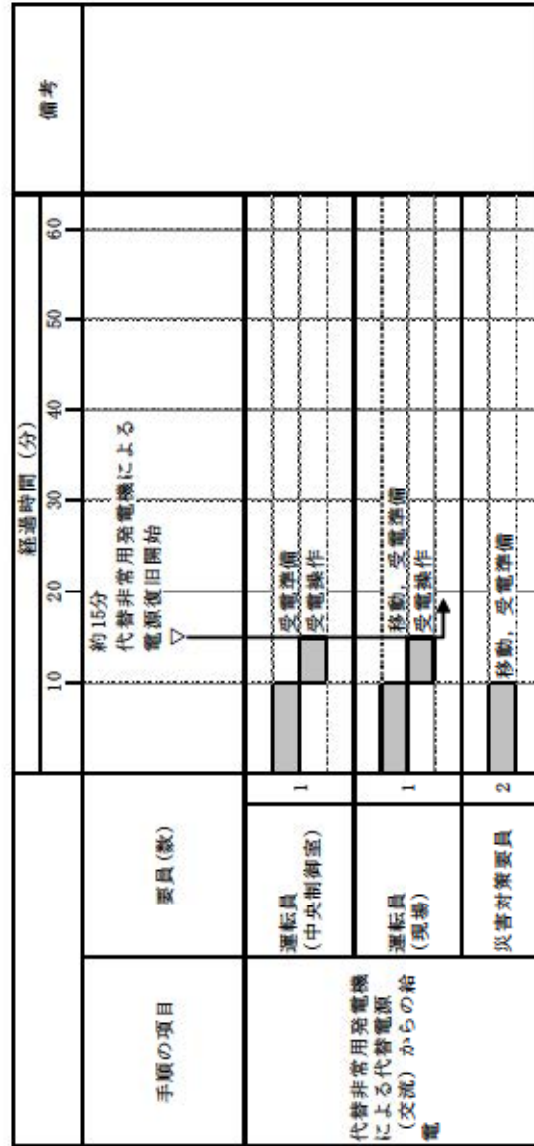 経過時間（分）
備考
10
20
30
40
50
60
手順の項目
要員(数)
約15分
代替非常用発電機による
電源復旧開始
▽
代替非常用発電機
による代替電源
（交流）からの給
電
運転員
(中央制御室)
1
受電準備
受電操作
運転員
(現場)
1
移動，受電準備
受電操作
災害対策要員
2
移動，受電準備